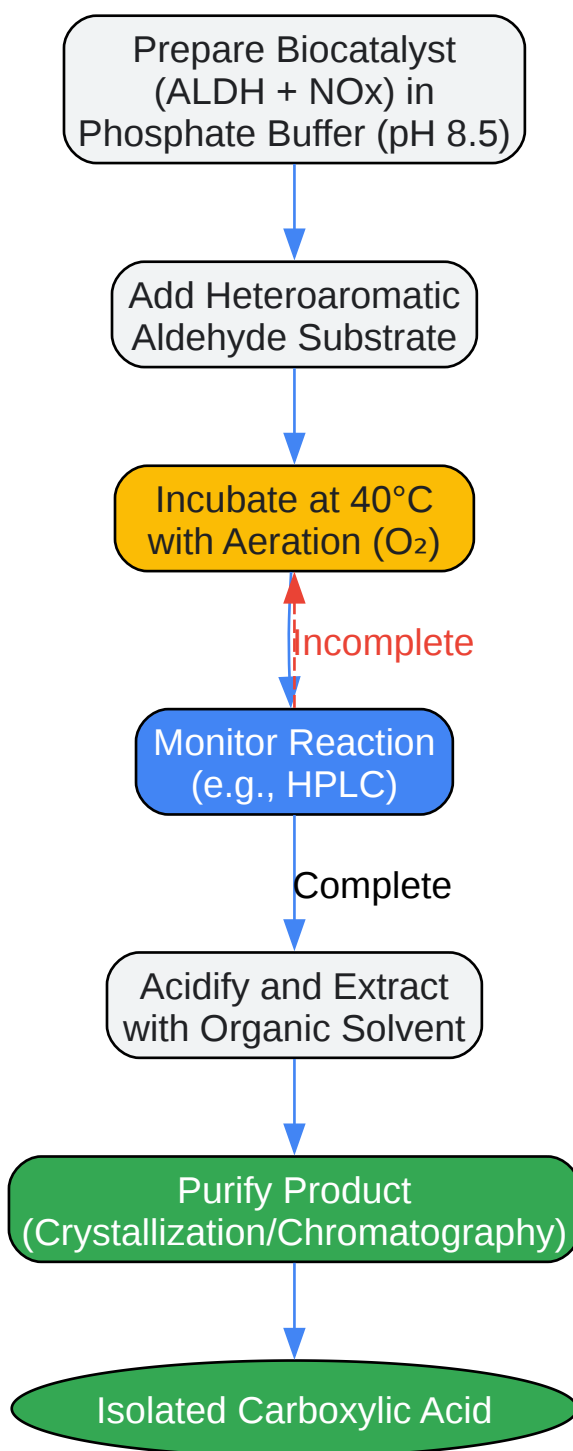 Prepare Biocatalyst
(ALDH + NOx) in
Phosphate Buffer (pH 8.5)
Add Heteroaromatic
Aldehyde Substrate
Incubate at 40°C
with Aeration (O₂)
Incomplete
Monitor Reaction
(e.g., HPLC)
Complete
Acidify and Extract
with Organic Solvent
Purify Product
(Crystallization/Chromatography)
Isolated Carboxylic Acid